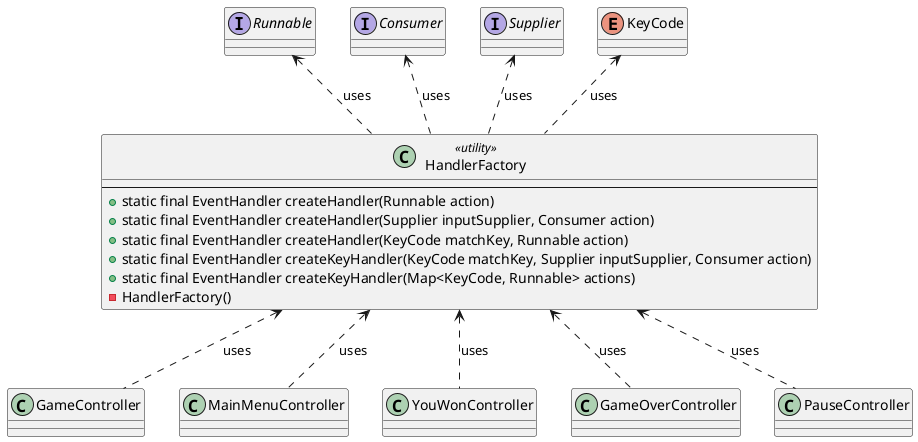 I Runnable
I Consumer
I Supplier
E KeyCode
uses
uses
uses
uses
«utility»
C HandlerFactory
static final EventHandler createHandler(Runnable action)
static final EventHandler createHandler(Supplier inputSupplier, Consumer action)
static final EventHandler createHandler(KeyCode matchKey, Runnable action)
static final EventHandler createKeyHandler(KeyCode matchKey, Supplier inputSupplier, Consumer action)
static final EventHandler createKeyHandler(Map<KeyCode, Runnable> actions)
HandlerFactory()
uses
uses
uses
uses
uses
C GameController
C MainMenuController
C YouWonController
C GameOverController
C PauseController